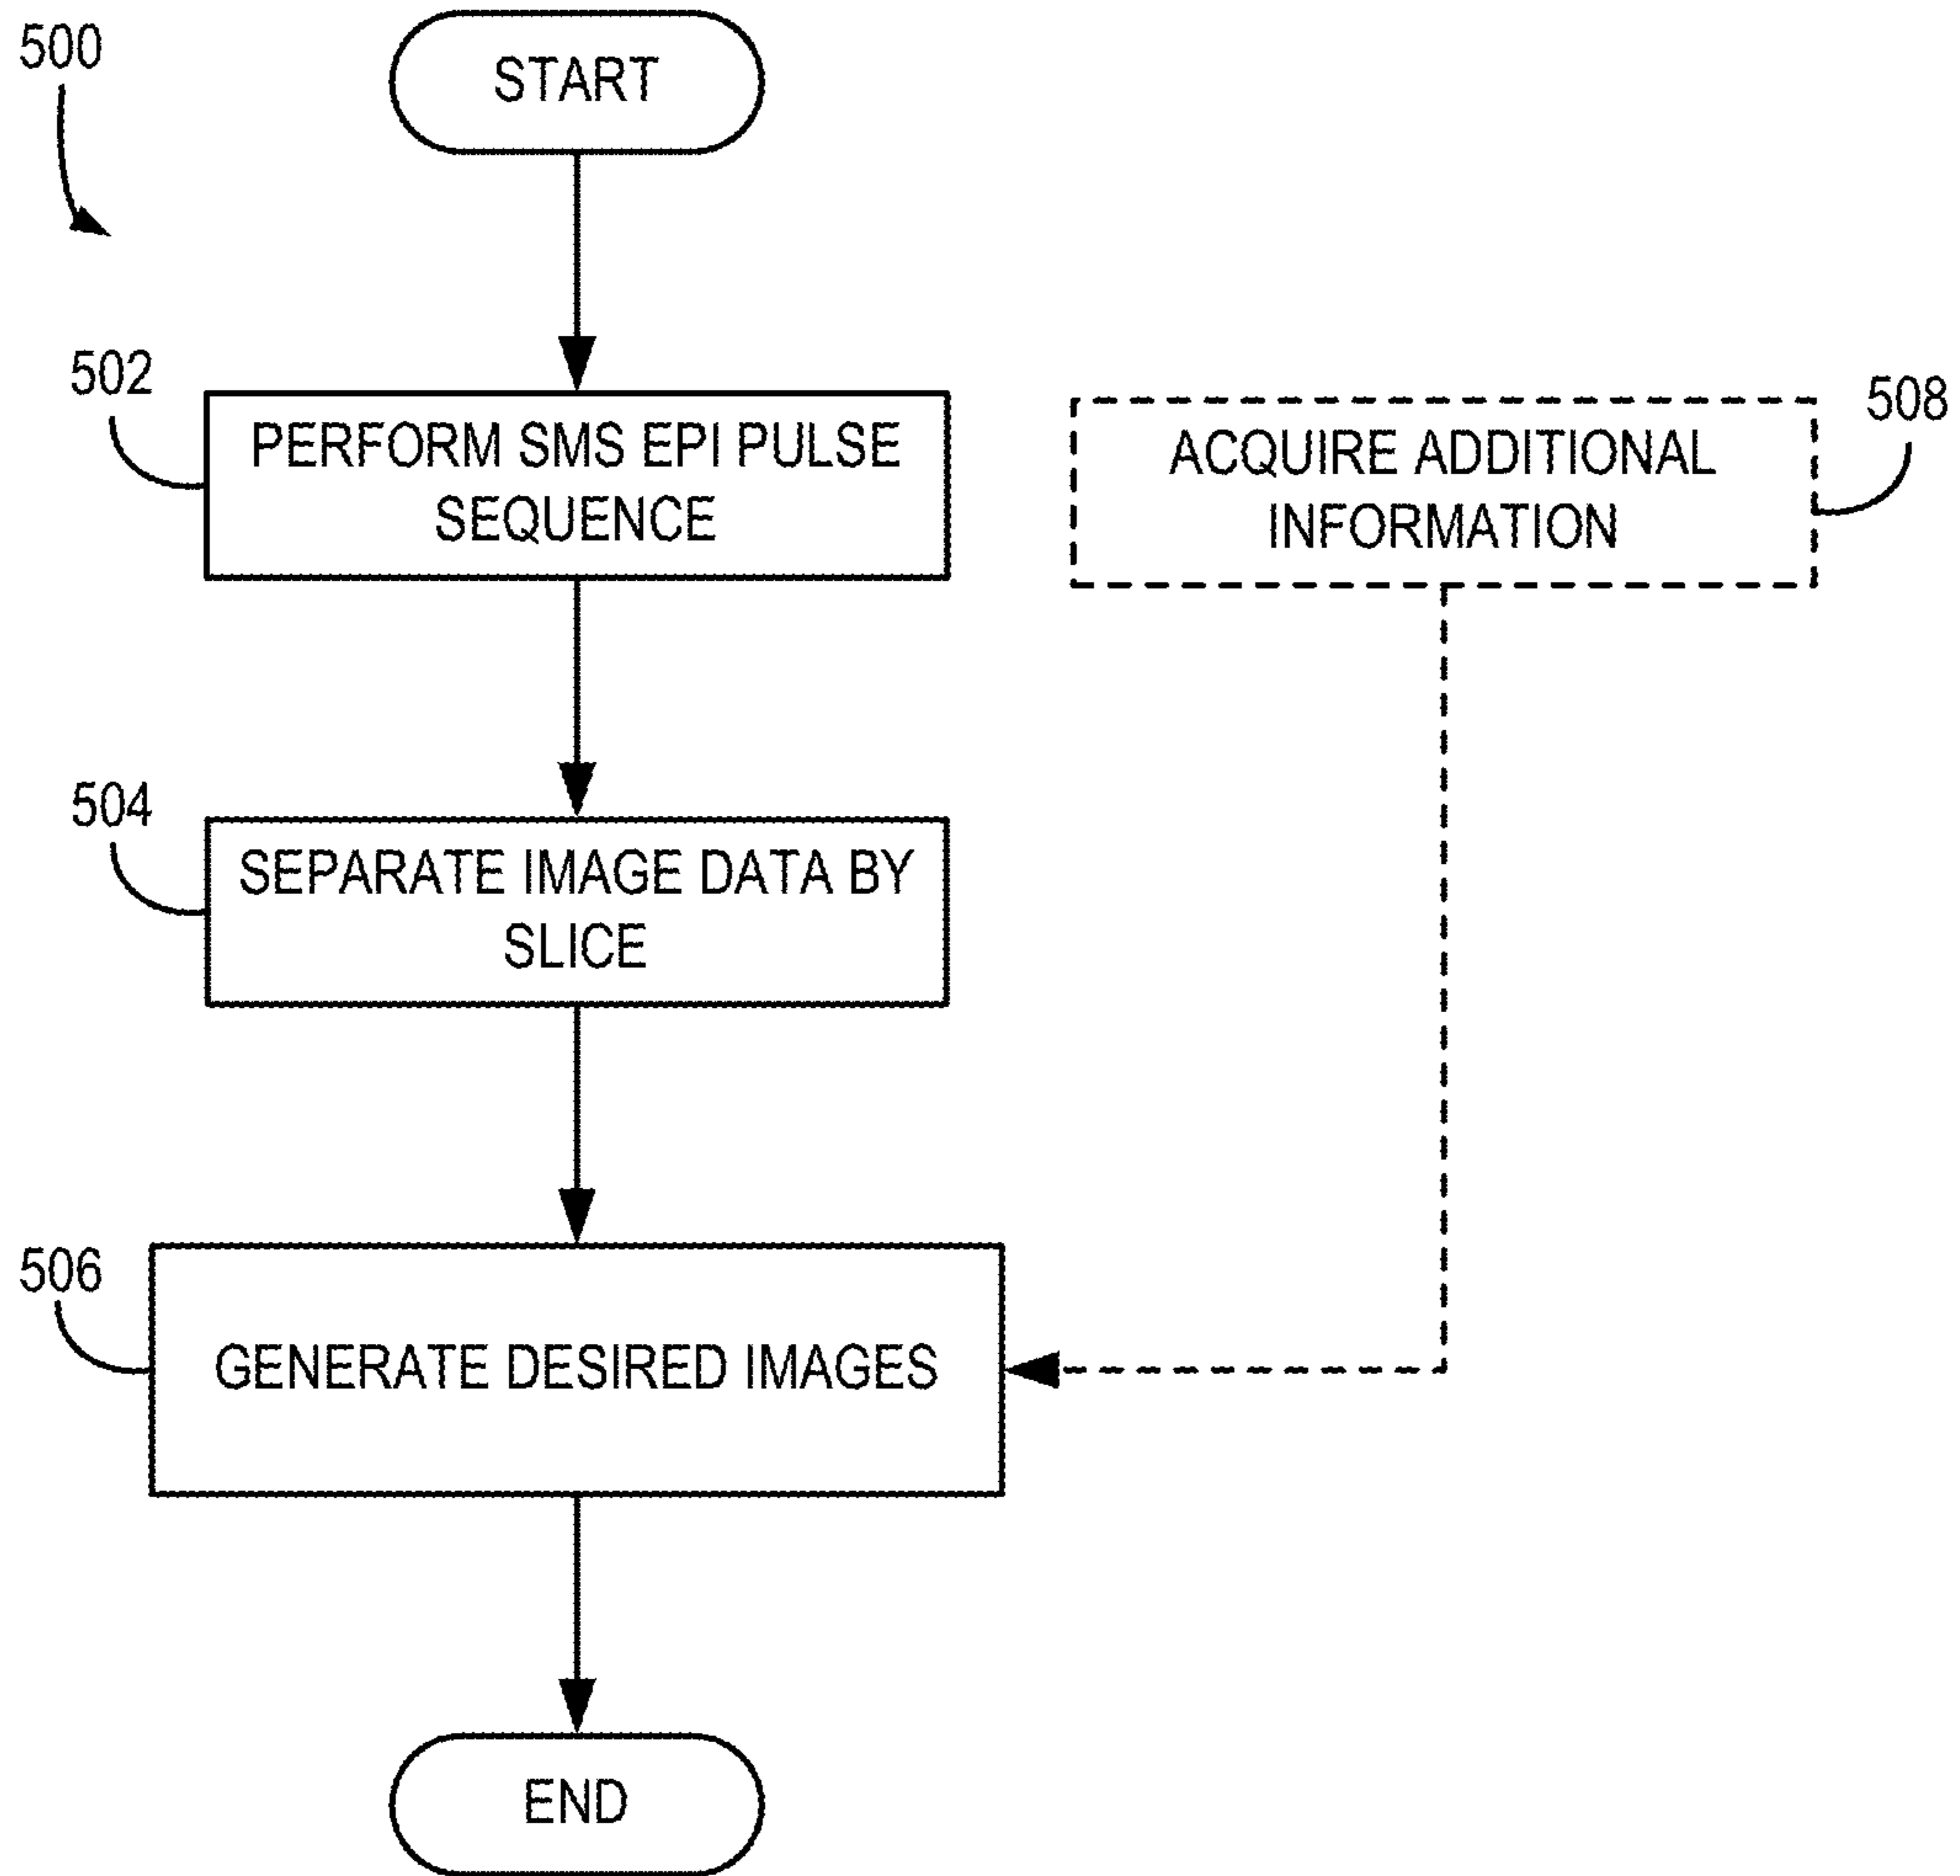 500
START
502
PERFORM SMS EPI PULSE
SEQUENCE
ACQUIRE ADDITIONAL
INFORMATION
508
504
SEPARATE IMAGE DATA BY
SLICE
506
GENERATE DESIRED IMAGES
END